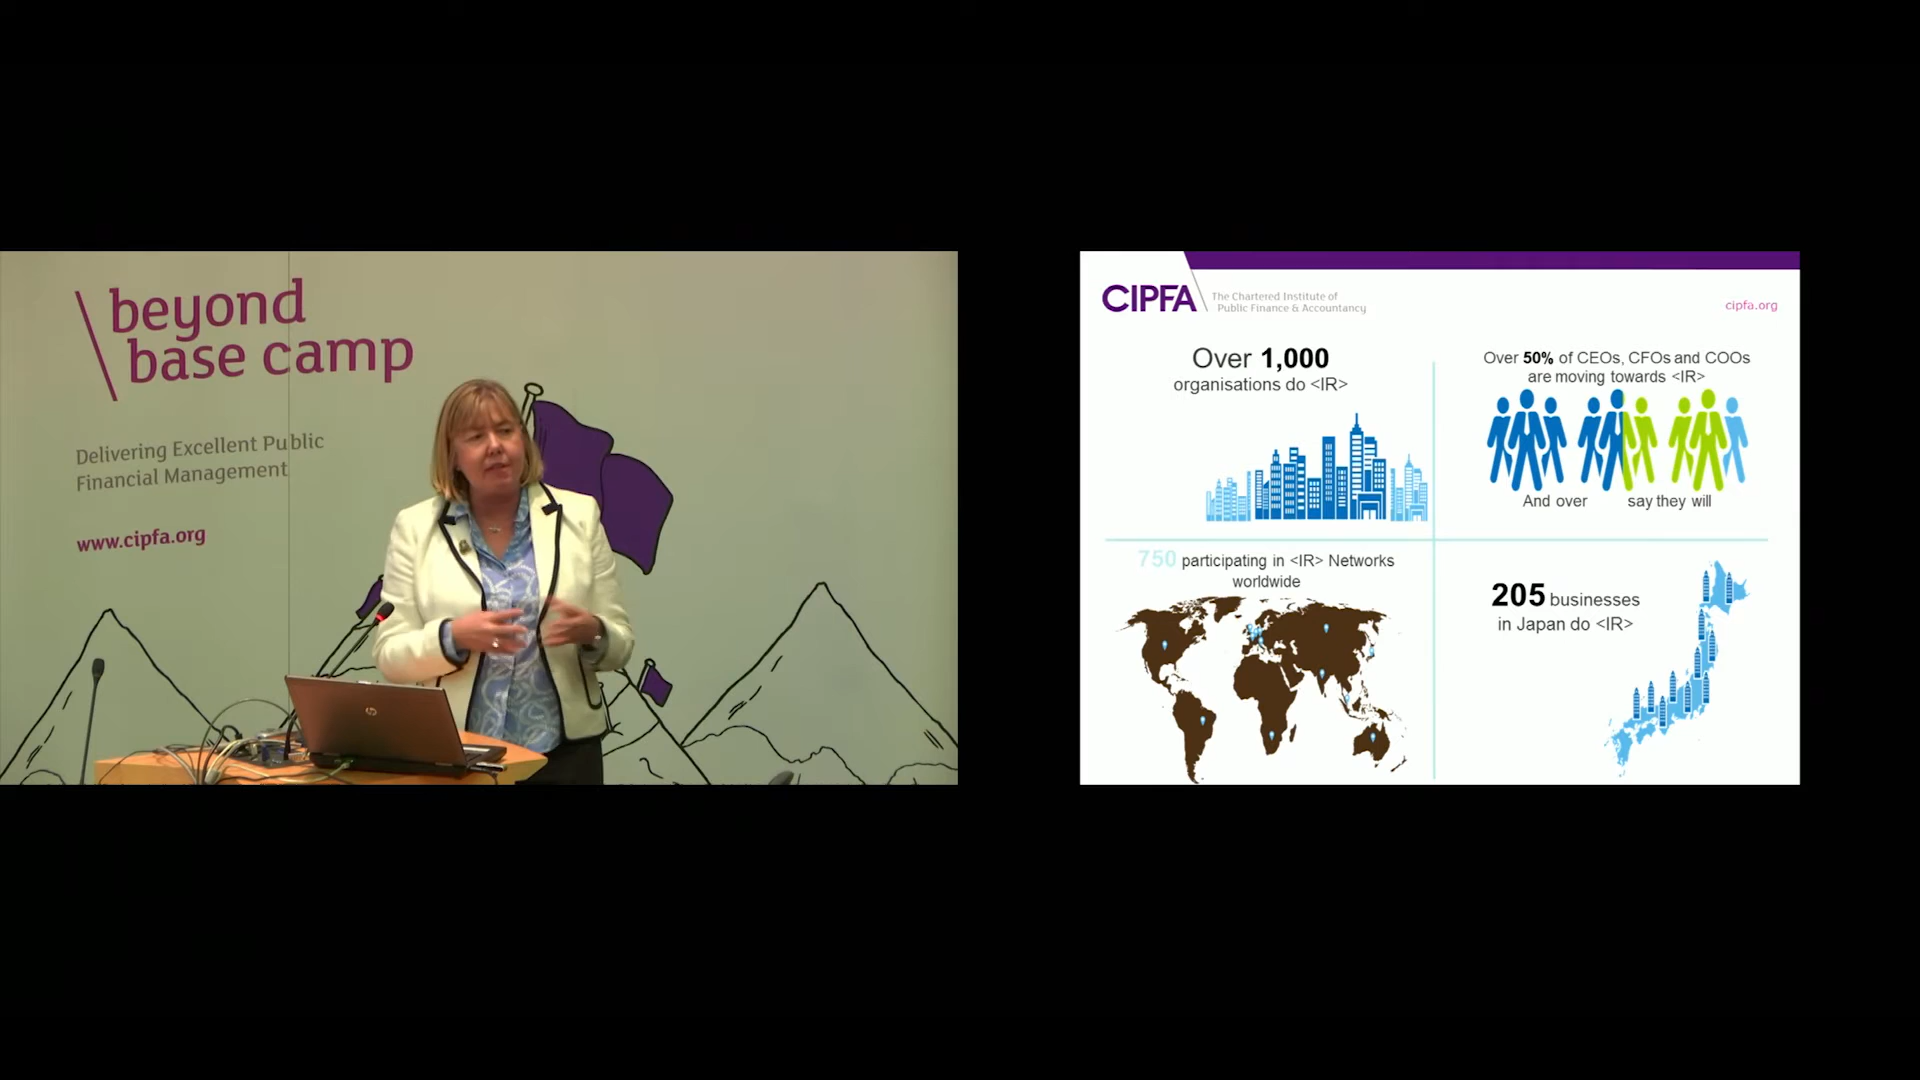 beyond
base camp
Delivering Excellent Public
Financial Management
www.cipfa.org
hp
CIPFA
The Chartered Institute of
Public Finance & Accountancy
cipfa.org
Over 1,000
organisations do <IR>
Over 50% of CEOs, CFOs and COOs
are moving towards <IR>
And over say they will
750 participating in <IR> Networks
worldwide
205 businesses
in Japan do <IR>